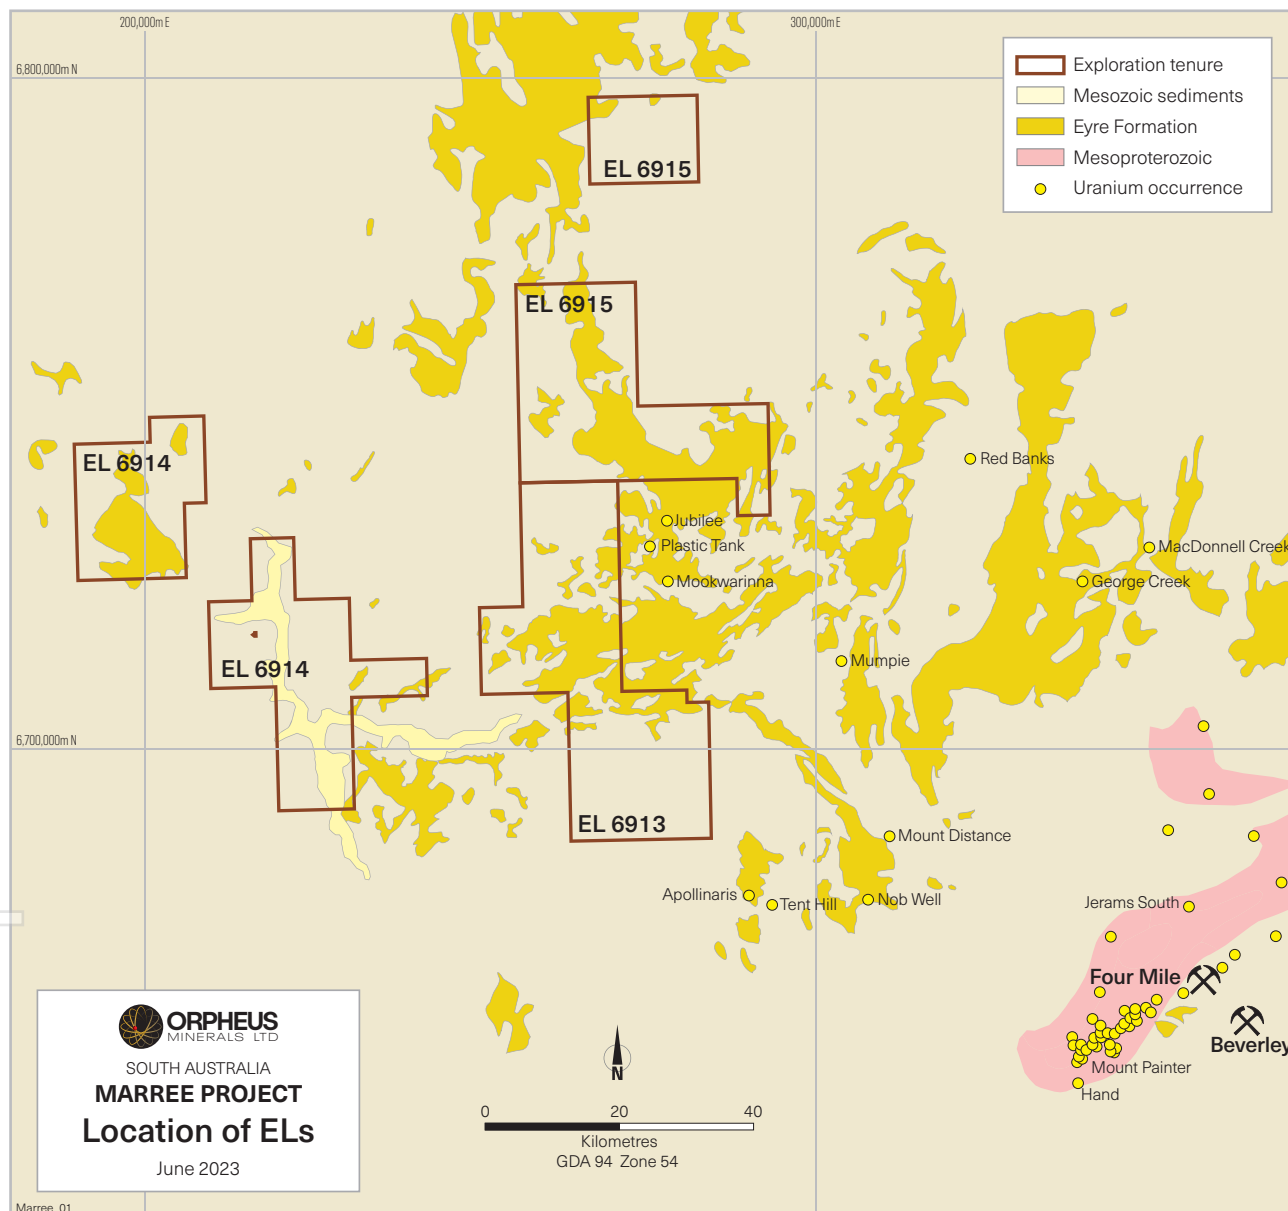 200,000m E
300,000m E
6,800,000m N
Exploration tenure
Mesozoic sediments
Eyre Formation
Mesoproterozoic
Uranium occurrence
EL 6915
EL 6915
EL 6914
Red Banks
Jubilee
Plastic Tank
MacDonnell Creek
Mookwarinna
George Creek
EL 6914
Mumpie
6,700,000m N
EL 6913
Mount Distance
Apollinaris
Tent Hill
Nob Well
Jerams South
Four Mile
Beverley
Mount Painter
Hand
ORPHEUS
MINERALS LTD
SOUTH AUSTRALIA
MARREE PROJECT
Location of ELs
June 2023
N
0 20 40
Kilometres
GDA 94 Zone 54
Marree_01